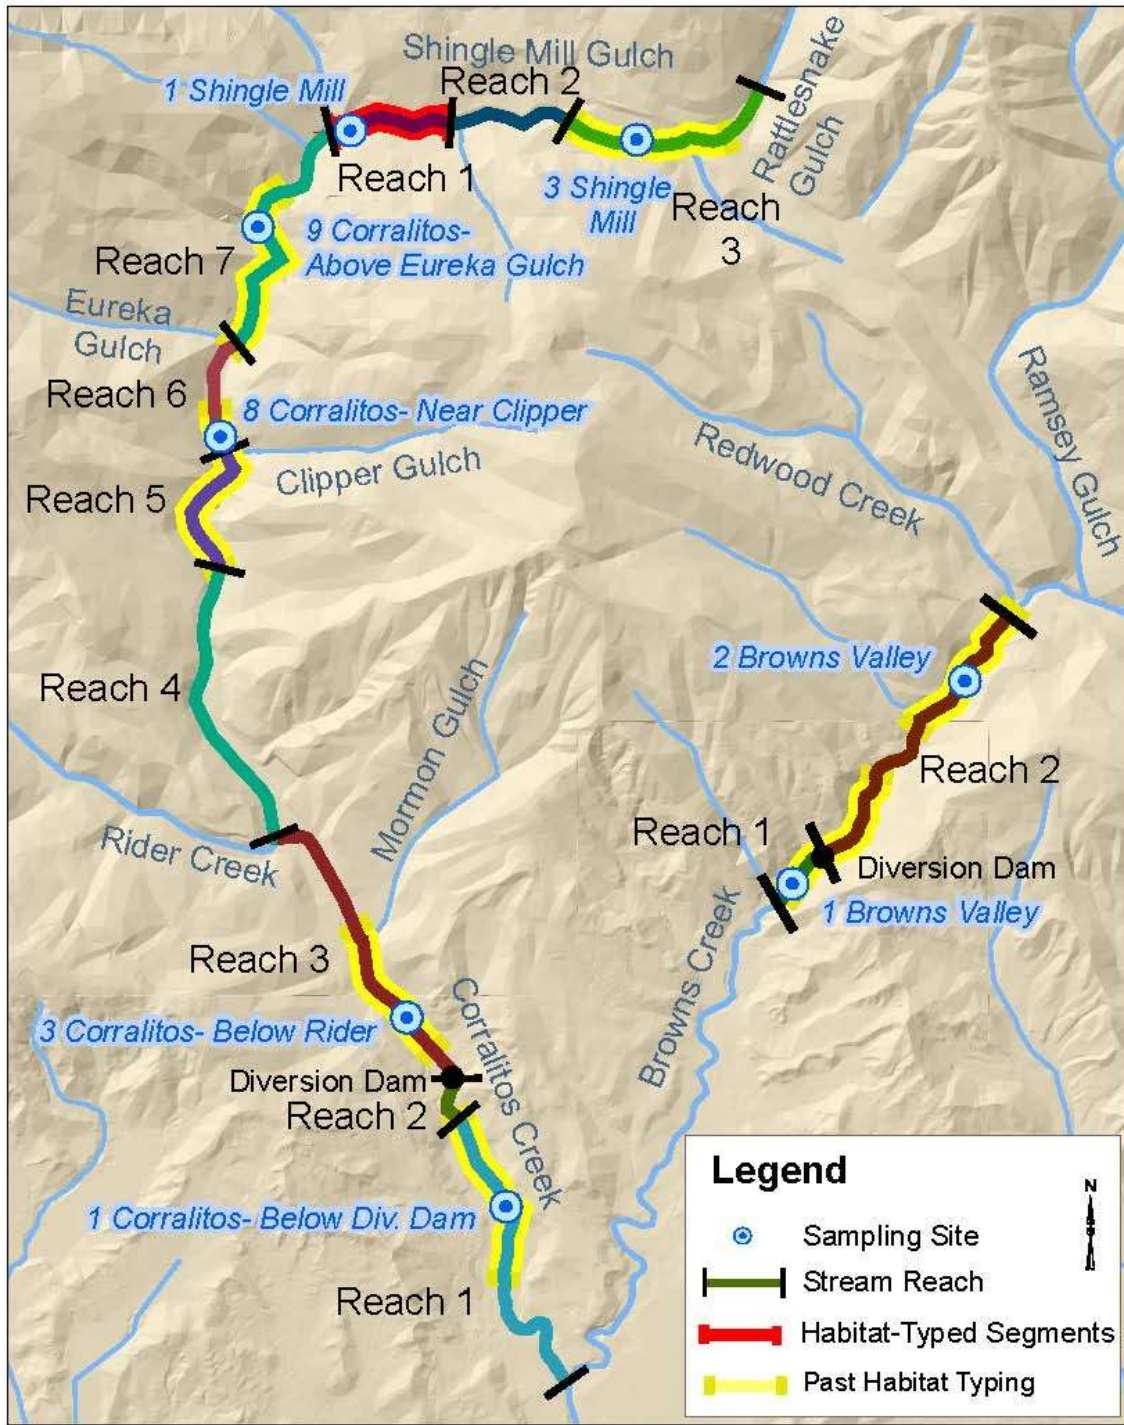 Shingle Mill Gulch
Reach 2
1 Shingle Mill
Rattlesnake
Gulch
Reach 1
3 Shingle
Mill
Reach
3
9 Corralitos-
Above Eureka Gulch
Reach 7
Eureka
Gulch
Reach 6
8 Corralitos- Near Clipper
Ramsey Gulch
Redwood Creek
Clipper Gulch
Reach 5
2 Browns Valley
Reach 4
Mormon Gulch
Reach 2
Rider Creek
Reach 1
Diversion Dam
1 Browns Valley
Browns Creek
Reach 3
Corralitos Creek
3 Corralitos- Below Rider
Diversion Dam
Reach 2
1 Corralitos- Below Div. Dam
Reach 1
Legend
N
Sampling Site
Stream Reach
Habitat-Typed Segments
Past Habitat Typing